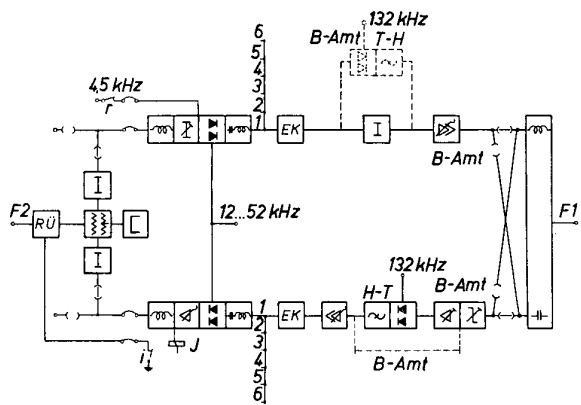 6
5
4
3
2
1
132 kHz
B-Amt
T-H
4,5 kHz
r
EK
I
B-Amt
I
I
F2
RÜ
12...52 kHz
F1
I
132 kHz
H-T
B-Amt
1
2
3
4
5
6
EK
i
J
B-Amt